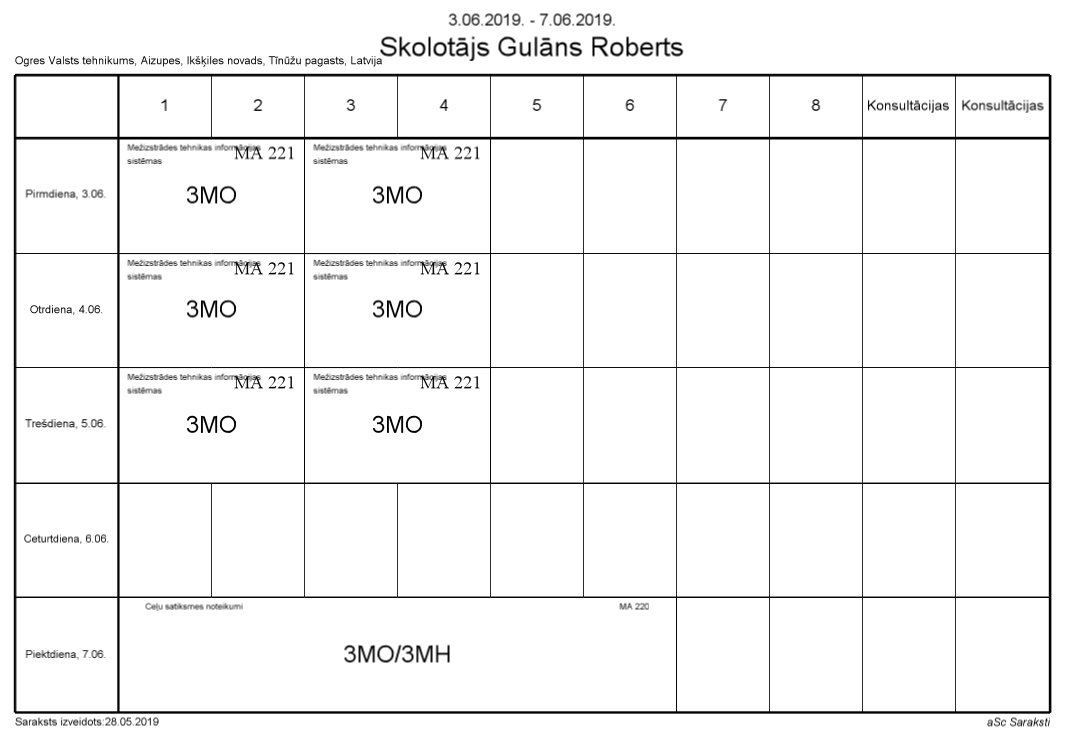 3.06.2019. - 7.06.2019.
Skolotājs Gulāns Roberts
Ogres Valsts tehnikums, Aizupes, Ikšķiles novads, Tīnūžu pagasts, Latvija
1 2 3 4 5 6 7 8 Konsultācijas Konsultācijas
Mežizstrādes tehnikas informācijas MA 221 Mežizstrādes tehnikas informācijas MA 221
sistēmas sistēmas
Pirmdiena, 3.06. 3MO 3MO
Mežizstrādes tehnikas informācijas MA 221 Mežizstrādes tehnikas informācijas MA 221
sistēmas sistēmas
Otrdiena, 4.06. 3MO 3MO
Mežizstrādes tehnikas informācijas MA 221 Mežizstrādes tehnikas informācijas MA 221
sistēmas sistēmas
Trešdiena, 5.06. 3MO 3MO
Ceturtdiena, 6.06.
Ceļu satiksmes noteikumi MA 220
Piektdiena, 7.06. 3MO/3MH
Saraksts izveidots:28.05.2019 aSc Saraksti